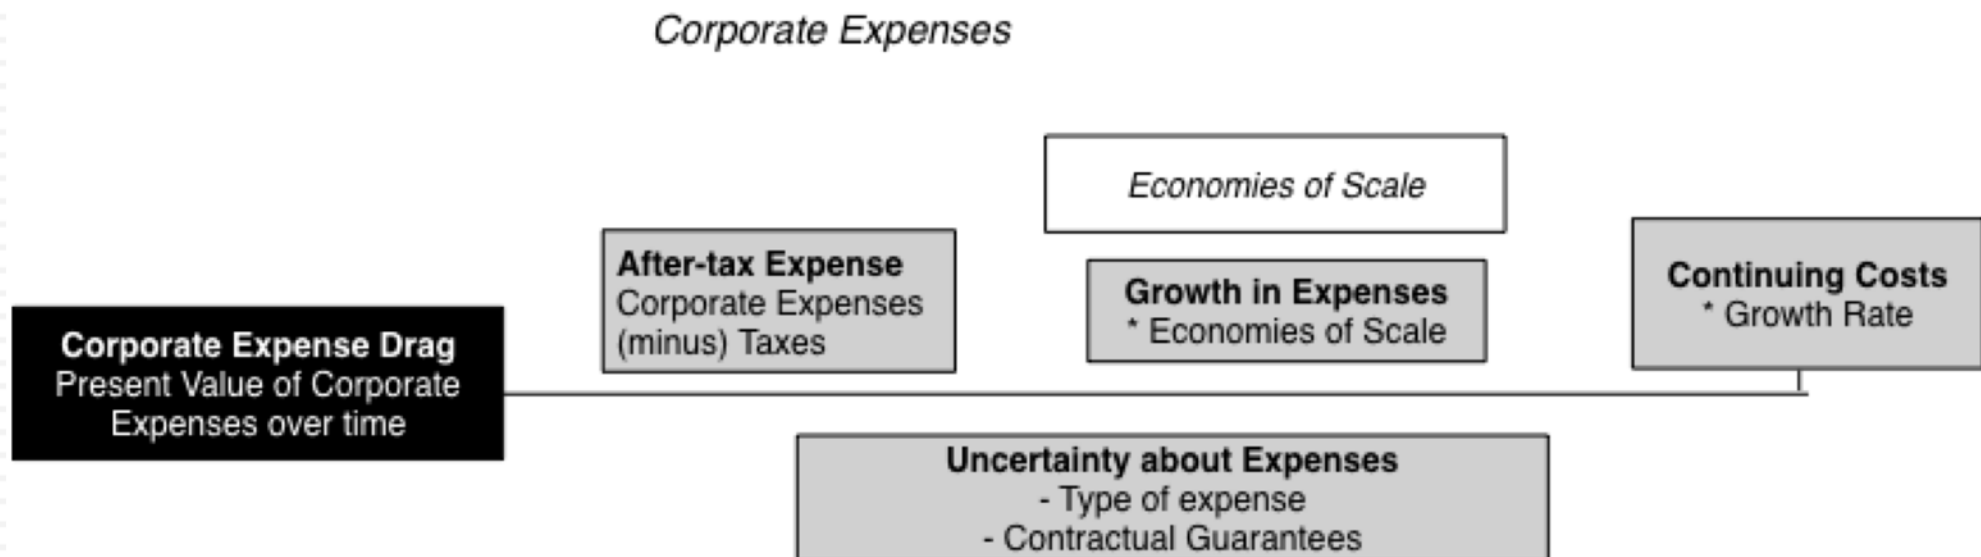 Corporate Expenses
Economies of Scale
After-tax Expense
Corporate Expenses
(minus) Taxes
Growth in Expenses
* Economies of Scale
Continuing Costs
* Growth Rate
Corporate Expense Drag
Present Value of Corporate
Expenses over time
Uncertainty about Expenses
- Type of expense
- Contractual Guarantees